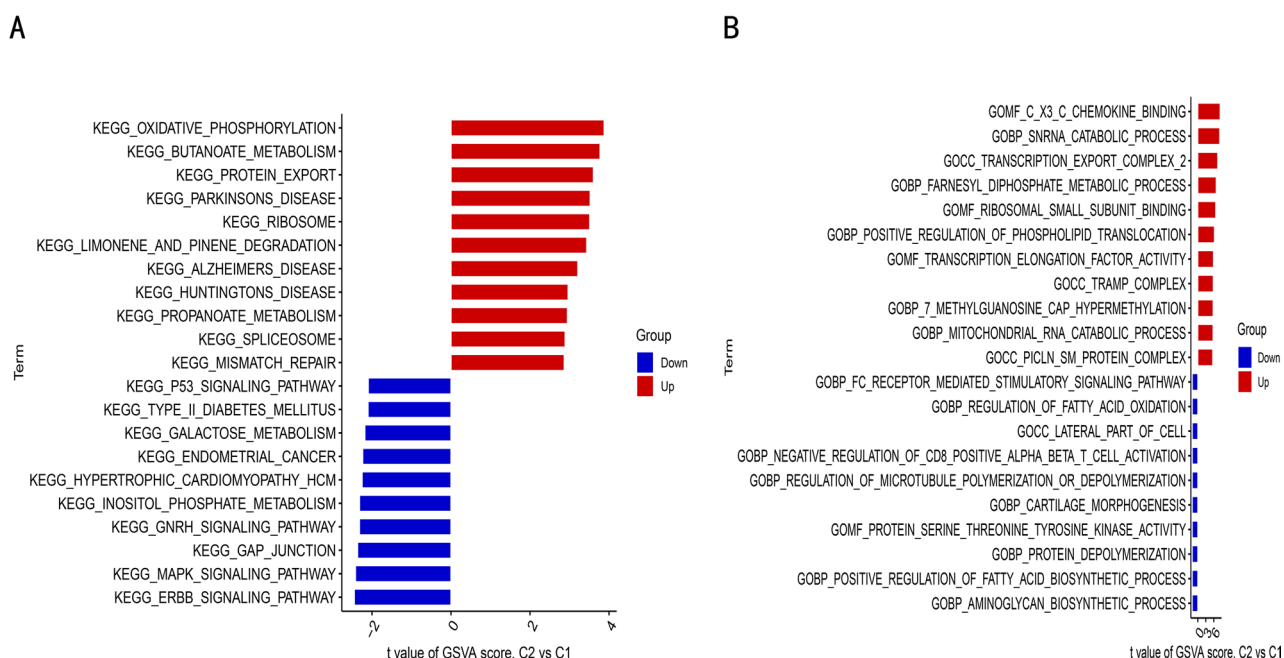 A
KEGG_OXIDATIVE_PHOSPHORYLATION
KEGG_BUTANOATE_METABOLISM
KEGG_PROTEIN_EXPORT
KEGG_PARKINSONS_DISEASE
KEGG_RIBOSOME
KEGG_LIMONENE_AND_PINENE_DEGRADATION
KEGG_ALZHEIMERS_DISEASE
KEGG_HUNTINGTONS_DISEASE
KEGG_PROPANOATE_METABOLISM
KEGG_SPLICEOSOME
KEGG_MISMATCH_REPAIR
KEGG_P53_SIGNALING_PATHWAY
KEGG_TYPE_II_DIABETES_MELLITUS
KEGG_GALACTOSE_METABOLISM
KEGG_ENDOMETRIAL_CANCER
KEGG_HYPERTROPHIC_CARDIOMYOPATHY_HCM
KEGG_INOSITOL_PHOSPHATE_METABOLISM
KEGG_GNRH_SIGNALING_PATHWAY
KEGG_GAP_JUNCTION
KEGG_MAPK_SIGNALING_PATHWAY
KEGG_ERBB_SIGNALING_PATHWAY
Term
-2 0 2 4
t value of GSVA score, C2 vs C1
Group
Down
Up
B
GOMF_C_X3_C_CHEMOKINE_BINDING
GOBP_SNRNA_CATABOLIC_PROCESS
GOCC_TRANSCRIPTION_EXPORT_COMPLEX_2
GOBP_FARNESYL_DIPHOSPHATE_METABOLIC_PROCESS
GOMF_RIBOSOMAL_SMALL_SUBUNIT_BINDING
GOBP_POSITIVE_REGULATION_OF_PHOSPHOLIPID_TRANSLOCATION
GOMF_TRANSCRIPTION_ELONGATION_FACTOR_ACTIVITY
GOCC_TRAMP_COMPLEX
GOBP_7_METHYLGUANOSINE_CAP_HYPERMETHYLATION
GOBP_MITOCHONDRIAL_RNA_CATABOLIC_PROCESS
GOCC_PICLN_SM_PROTEIN_COMPLEX
GOBP_FC_RECEPTOR_MEDIATED_STIMULATORY_SIGNALING_PATHWAY
GOBP_REGULATION_OF_FATTY_ACID_OXIDATION
GOCC_LATERAL_PART_OF_CELL
GOBP_NEGATIVE_REGULATION_OF_CD8_POSITIVE_ALPHA_BETA_T_CELL_ACTIVATION
GOBP_REGULATION_OF_MICROTUBULE_POLYMERIZATION_OR_DEPOLYMERIZATION
GOBP_CARTILAGE_MORPHOGENESIS
GOMF_PROTEIN_SERINE_THREONINE_TYROSINE_KINASE_ACTIVITY
GOBP_PROTEIN_DEPOLYMERIZATION
GOBP_POSITIVE_REGULATION_OF_FATTY_ACID_BIOSYNTHETIC_PROCESS
GOBP_AMINOGLYCAN_BIOSYNTHETIC_PROCESS
Term
0 3 6
t value of GSVA score, C2 vs C1
Group
Down
Up